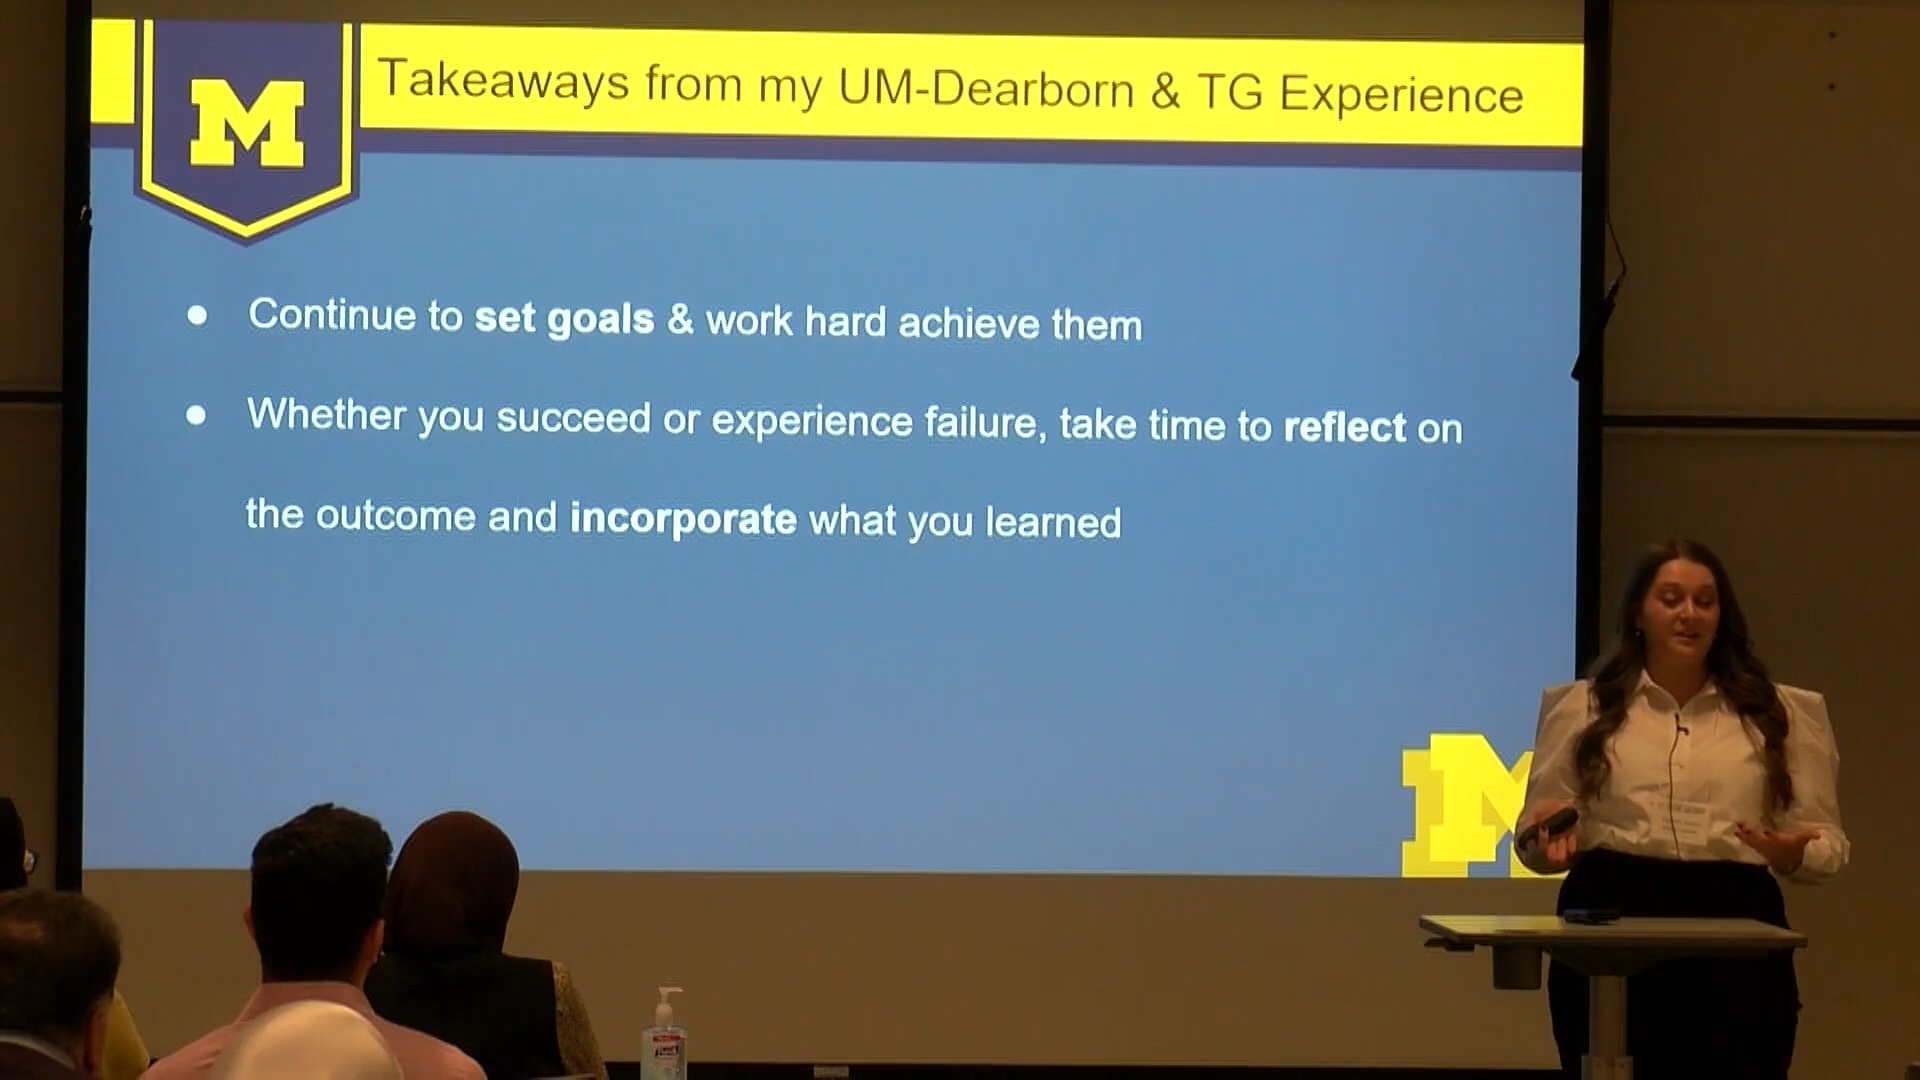 M
Takeaways from my UM-Dearborn & TG Experience
● Continue to set goals & work hard achieve them
● Whether you succeed or experience failure, take time to reflect on
the outcome and incorporate what you learned
M